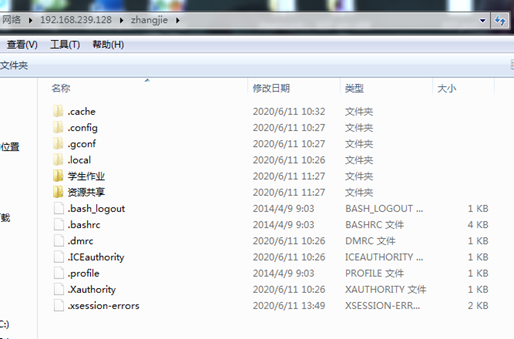 网络 ▸ 192.168.239.128 ▸ zhangjie ▸
查看(V) 工具(T) 帮助(H)
文件夹
名称 修改日期 类型 大小
.cache 2020/6/11 10:32 文件夹
.config 2020/6/11 10:27 文件夹
.gconf 2020/6/11 10:27 文件夹
.local 2020/6/11 10:26 文件夹
学生作业 2020/6/11 11:27 文件夹
资源共享 2020/6/11 11:27 文件夹
.bash_logout 2014/4/9 9:03 BASH_LOGOUT ... 1 KB
.bashrc 2014/4/9 9:03 BASHRC 文件 4 KB
.dmrc 2020/6/11 10:26 DMRC 文件 1 KB
.ICEauthority 2020/6/11 10:26 ICEAUTHORITY ... 1 KB
.profile 2014/4/9 9:03 PROFILE 文件 1 KB
.Xauthority 2020/6/11 10:26 XAUTHORITY 文件 1 KB
.xsession-errors 2020/6/11 13:49 XSESSION-ERR... 2 KB
位置
载
C:)